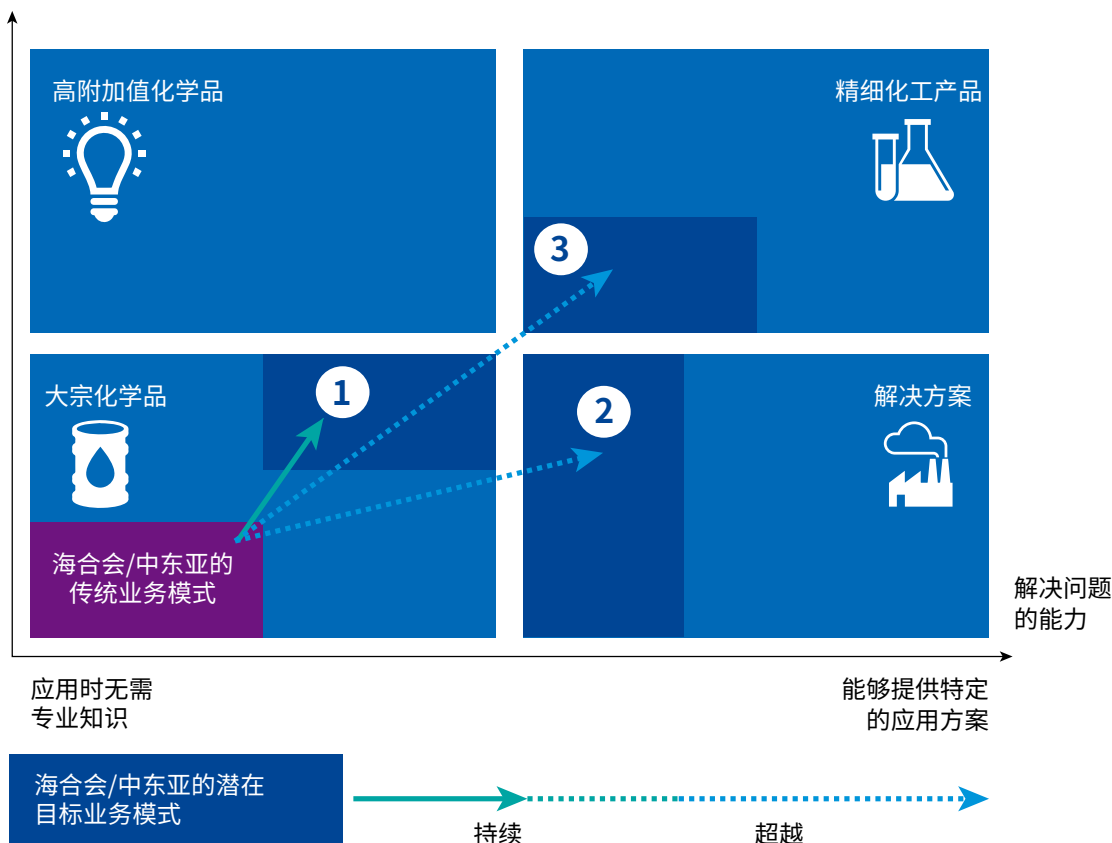 高附加值化学品
精细化工产品
3
大宗化学品
1
2
解决方案
海合会/中东亚的
传统业务模式
解决问题
的能力
应用时无需
专业知识
能够提供特定
的应用方案
海合会/中东亚的潜在
目标业务模式
持续
超越